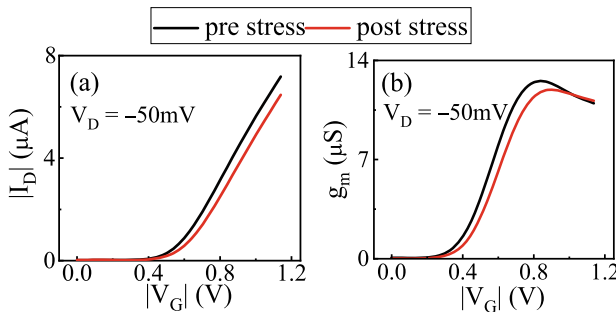 pre stress post stress
(a)
V_D = −50mV
|I_D| (μA)
8
4
0
0.0 0.4 0.8 1.2
|V_G| (V)
(b)
V_D = −50mV
g_m (μS)
14
7
0
0.0 0.4 0.8 1.2
|V_G| (V)